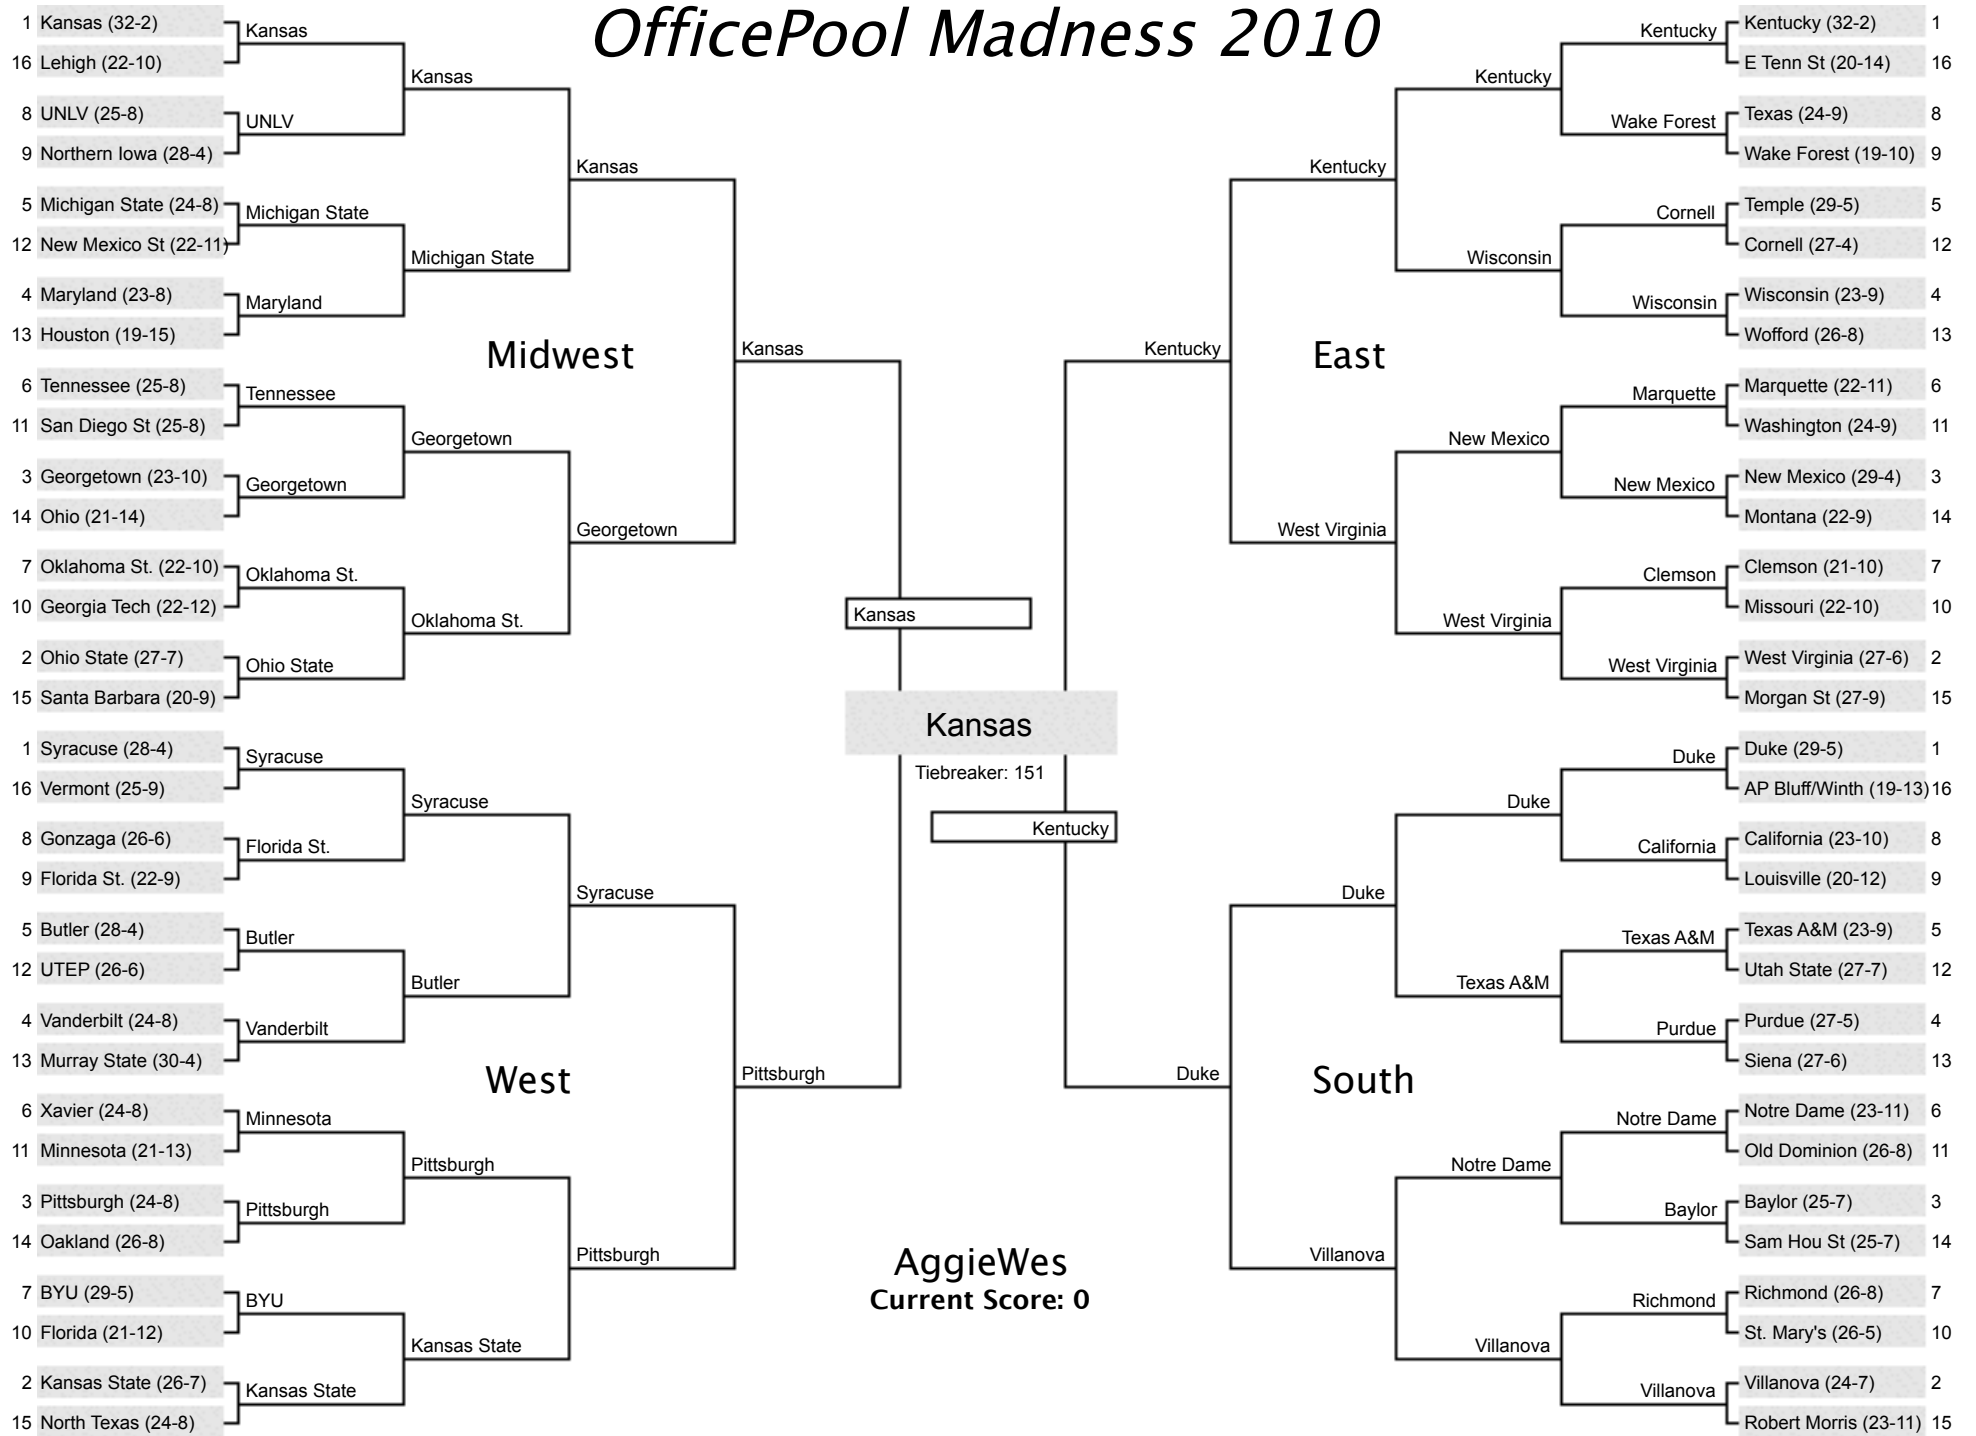 OfficePool Madness 2010
1 Kansas (32-2)
16 Lehigh (22-10)
8 UNLV (25-8)
9 Northern Iowa (28-4)
5 Michigan State (24-8)
12 New Mexico St (22-11)
4 Maryland (23-8)
13 Houston (19-15)
6 Tennessee (25-8)
11 San Diego St (25-8)
3 Georgetown (23-10)
14 Ohio (21-14)
7 Oklahoma St. (22-10)
10 Georgia Tech (22-12)
2 Ohio State (27-7)
15 Santa Barbara (20-9)
Kansas
UNLV
Michigan State
Maryland
Tennessee
Georgetown
Oklahoma St.
Ohio State
Kansas
Michigan State
Georgetown
Oklahoma St.
Kansas
Georgetown
Midwest
Kansas
1 Syracuse (28-4)
16 Vermont (25-9)
8 Gonzaga (26-6)
9 Florida St. (22-9)
5 Butler (28-4)
12 UTEP (26-6)
4 Vanderbilt (24-8)
13 Murray State (30-4)
6 Xavier (24-8)
11 Minnesota (21-13)
3 Pittsburgh (24-8)
14 Oakland (26-8)
7 BYU (29-5)
10 Florida (21-12)
2 Kansas State (26-7)
15 North Texas (24-8)
Syracuse
Florida St.
Butler
Vanderbilt
Minnesota
Pittsburgh
BYU
Kansas State
Syracuse
Butler
Pittsburgh
Kansas State
Syracuse
Pittsburgh
West
Pittsburgh
Kansas
Kansas
Tiebreaker: 151
Kentucky
AggieWes
Current Score: 0
Kentucky
East
Kentucky
West Virginia
Kentucky
Wisconsin
New Mexico
West Virginia
Kentucky
Wake Forest
Cornell
Wisconsin
Marquette
New Mexico
Clemson
West Virginia
Kentucky (32-2) 1
E Tenn St (20-14) 16
Texas (24-9) 8
Wake Forest (19-10) 9
Temple (29-5) 5
Cornell (27-4) 12
Wisconsin (23-9) 4
Wofford (26-8) 13
Marquette (22-11) 6
Washington (24-9) 11
New Mexico (29-4) 3
Montana (22-9) 14
Clemson (21-10) 7
Missouri (22-10) 10
West Virginia (27-6) 2
Morgan St (27-9) 15
Duke
South
Duke
Villanova
Duke
Texas A&M
Notre Dame
Villanova
Duke
California
Texas A&M
Purdue
Notre Dame
Baylor
Richmond
Villanova
Duke (29-5) 1
AP Bluff/Winth (19-13) 16
California (23-10) 8
Louisville (20-12) 9
Texas A&M (23-9) 5
Utah State (27-7) 12
Purdue (27-5) 4
Siena (27-6) 13
Notre Dame (23-11) 6
Old Dominion (26-8) 11
Baylor (25-7) 3
Sam Hou St (25-7) 14
Richmond (26-8) 7
St. Mary's (26-5) 10
Villanova (24-7) 2
Robert Morris (23-11) 15